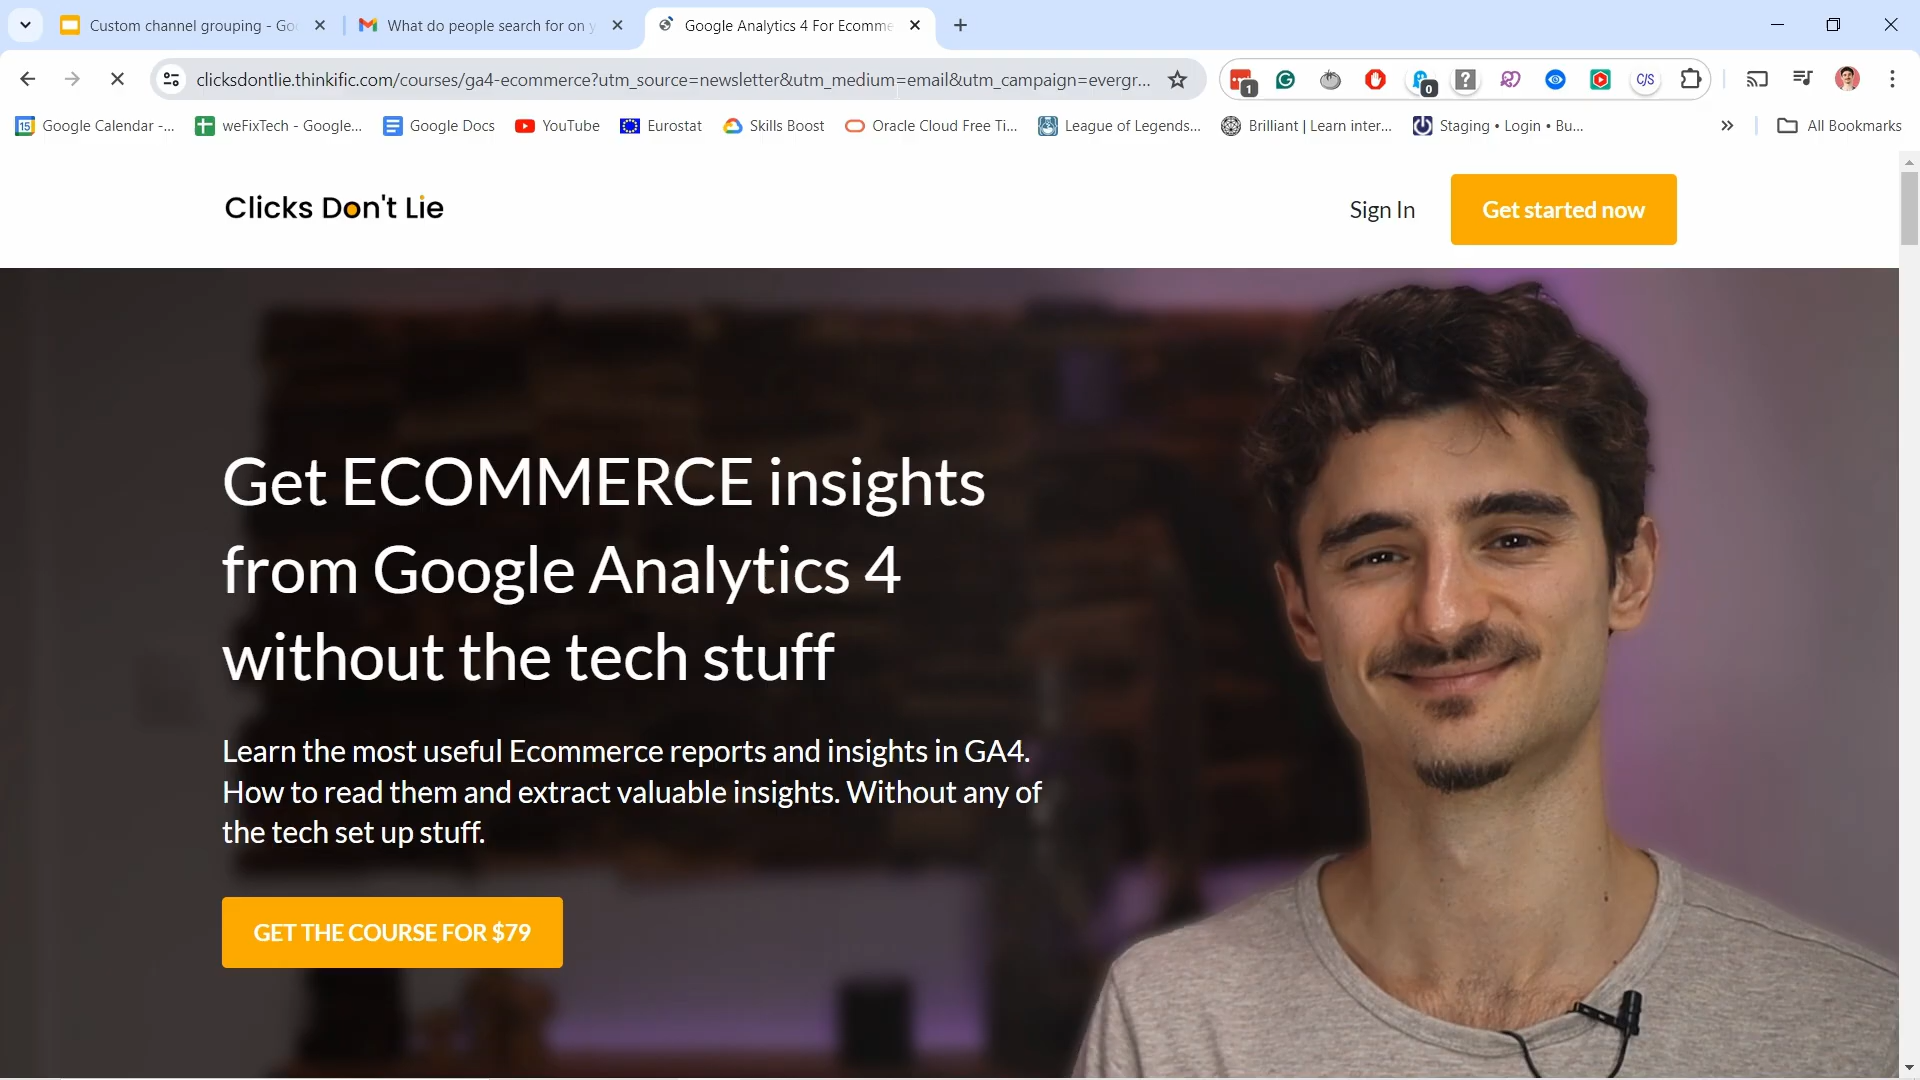 Custom channel grouping - Go
What do people search for on y
Google Analytics 4 For Ecomme
clicksdontlie.thinkific.com/courses/ga4-ecommerce?utm_source=newsletter&utm_medium=email&utm_campaign=evergr...
1
0
?
C/S
15 Google Calendar -...
weFixTech - Google...
Google Docs
YouTube
Eurostat
Skills Boost
Oracle Cloud Free Ti...
League of Legends...
Brilliant | Learn inter...
Staging • Login • Bu...
All Bookmarks
Clicks Don't Lie
Sign In
Get started now
Get ECOMMERCE insights
from Google Analytics 4
without the tech stuff
Learn the most useful Ecommerce reports and insights in GA4.
How to read them and extract valuable insights. Without any of
the tech set up stuff.
GET THE COURSE FOR $79